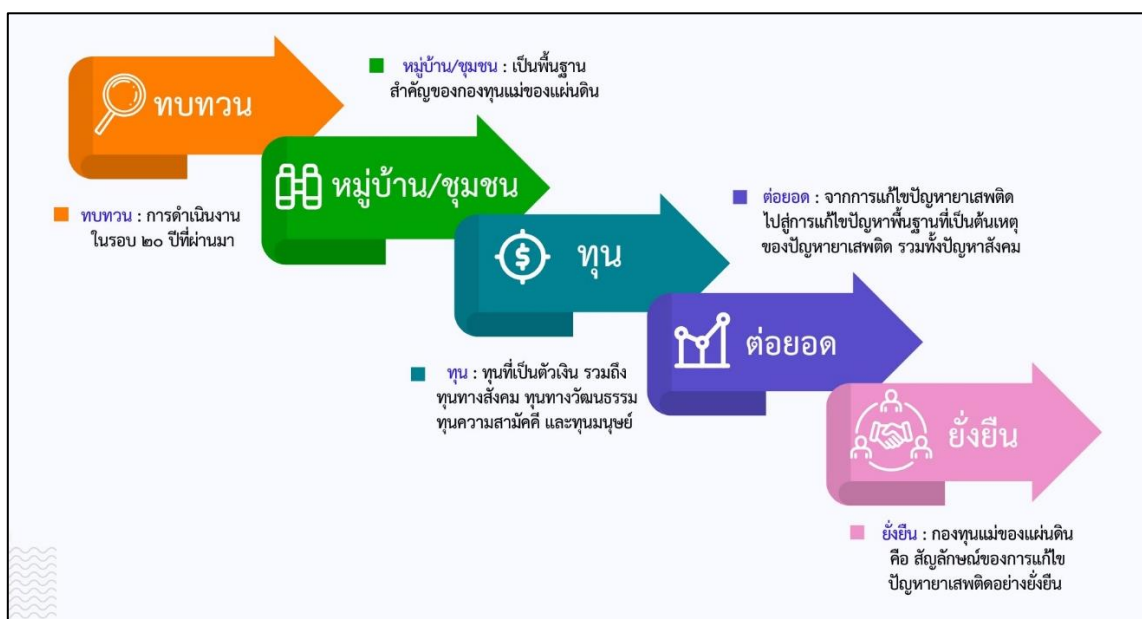 ทบทวน
หมู่บ้าน/ชุมชน : เป็นพื้นฐาน
สำคัญของกองทุนแม่ของแผ่นดิน
หมู่บ้าน/ชุมชน
ทบทวน : การดำเนินงาน
ในรอบ ๒๐ ปีที่ผ่านมา
ทุน
ต่อยอด : จากการแก้ไขปัญหายาเสพติด
ไปสู่การแก้ไขปัญหาพื้นฐานที่เป็นต้นเหตุ
ของปัญหายาเสพติด รวมทั้งปัญหาสังคม
ต่อยอด
ทุน : ทุนที่เป็นตัวเงิน รวมถึง
ทุนทางสังคม ทุนทางวัฒนธรรม
ทุนความสามัคคี และทุนมนุษย์
ยั่งยืน
ยั่งยืน : กองทุนแม่ของแผ่นดิน
คือ สัญลักษณ์ของการแก้ไข
ปัญหายาเสพติดอย่างยั่งยืน